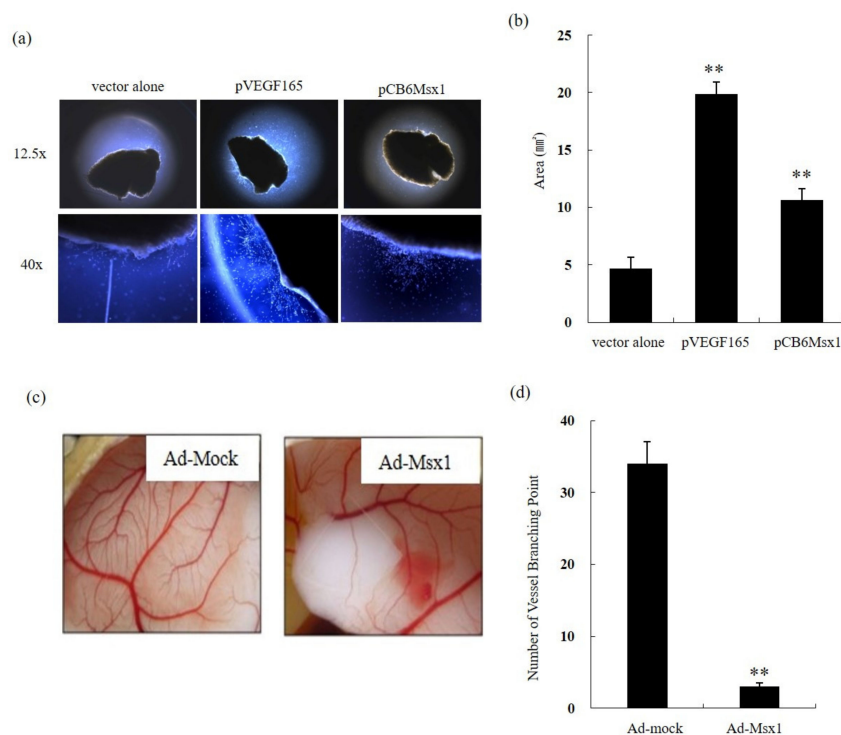 (a)
vector alone pVEGF165 pCB6Msx1
12.5x
40x
(b)
Area (㎟)
25
20
15
10
5
0
**
**
vector alone pVEGF165 pCB6Msx1
(c)
Ad-Mock
Ad-Msx1
(d)
Number of Vessel Branching Point
40
30
20
10
0
**
Ad-mock Ad-Msx1